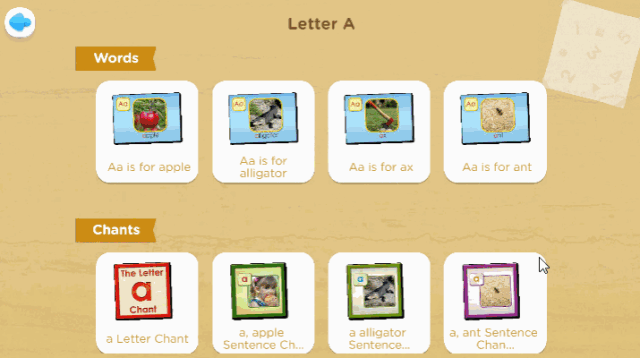 Letter A
Words
Aa
Aa
Aa
Aa
apple
alligator
ax
ant
Aa is for apple
Aa is for
alligator
Aa is for ax
Aa is for ant
Chants
The Letter
a
Chant
a
a
a
a Letter Chant
a, apple
Sentence Ch...
a alligator
Sentence...
a, ant Sentence
Chan...